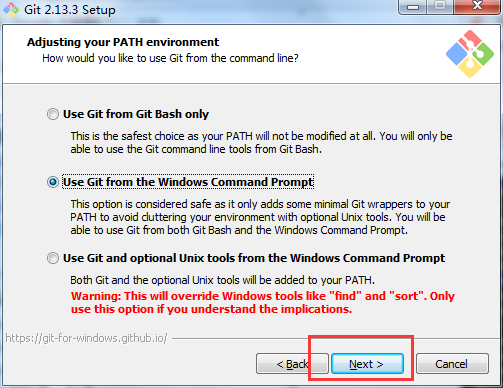 Git 2.13.3 Setup
Adjusting your PATH environment
How would you like to use Git from the command line?
Use Git from Git Bash only
This is the safest choice as your PATH will not be modified at all. You will only be
able to use the Git command line tools from Git Bash.
Use Git from the Windows Command Prompt
This option is considered safe as it only adds some minimal Git wrappers to your
PATH to avoid cluttering your environment with optional Unix tools. You will be
able to use Git from both Git Bash and the Windows Command Prompt.
Use Git and optional Unix tools from the Windows Command Prompt
Both Git and the optional Unix tools will be added to your PATH.
Warning: This will override Windows tools like "find" and "sort". Only
use this option if you understand the implications.
https://git-for-windows.github.io/
< Back
Next >
Cancel